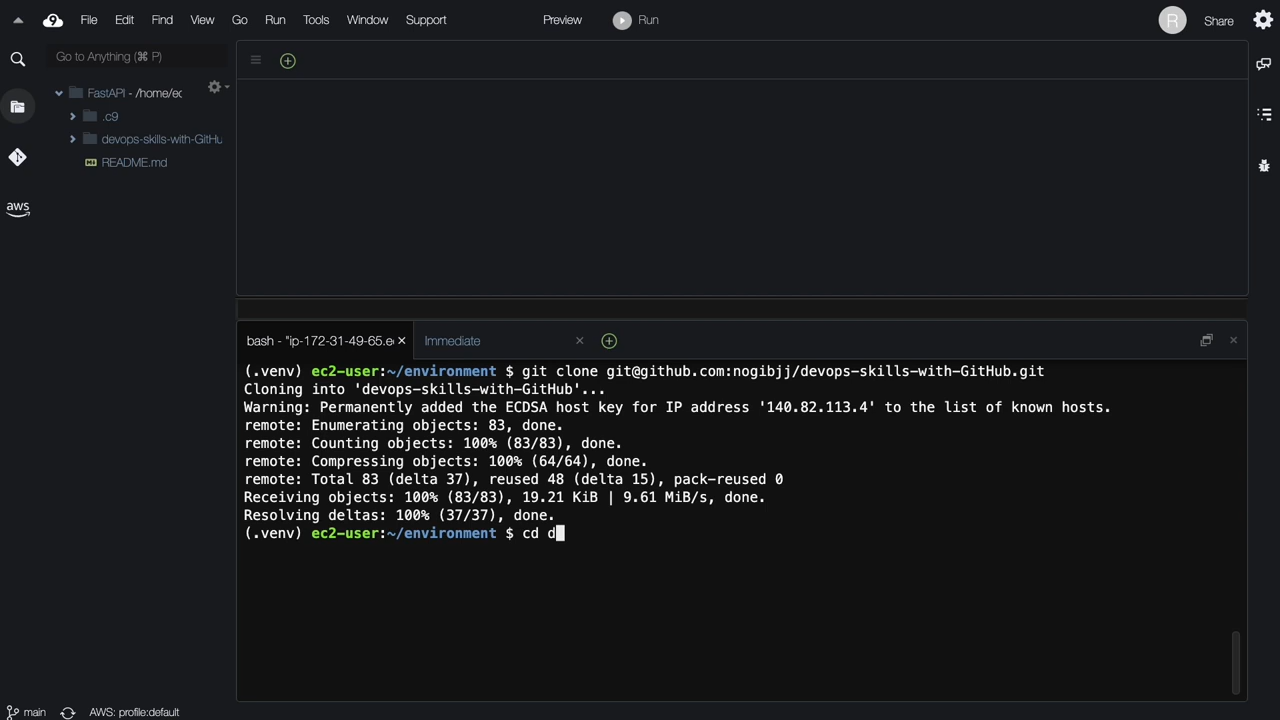 9 File Edit Find View Go Run Tools Window Support Preview Run R Share
Go to Anything (⌘ P)
FastAPI - /home/ec
.c9
devops-skills-with-GitHu
README.md
aws
bash - "ip-172-31-49-65.e × Immediate ×
(.venv) ec2-user:~/environment $ git clone git@github.com:nogibjj/devops-skills-with-GitHub.git
Cloning into 'devops-skills-with-GitHub'...
Warning: Permanently added the ECDSA host key for IP address '140.82.113.4' to the list of known hosts.
remote: Enumerating objects: 83, done.
remote: Counting objects: 100% (83/83), done.
remote: Compressing objects: 100% (64/64), done.
remote: Total 83 (delta 37), reused 48 (delta 15), pack-reused 0
Receiving objects: 100% (83/83), 19.21 KiB | 9.61 MiB/s, done.
Resolving deltas: 100% (37/37), done.
(.venv) ec2-user:~/environment $ cd d
main AWS: profile:default